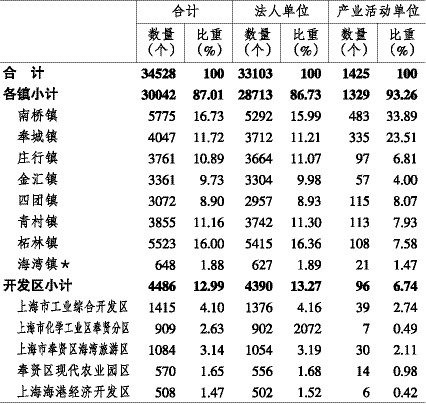 合计 法人单位 产业活动单位
数量（个） 比重（%） 数量（个） 比重（%） 数量（个） 比重（%）
合 计 34528 100 33103 100 1425 100
各镇小计 30042 87.01 28713 86.73 1329 93.26
南桥镇 5775 16.73 5292 15.99 483 33.89
奉城镇 4047 11.72 3712 11.21 335 23.51
庄行镇 3761 10.89 3664 11.07 97 6.81
金汇镇 3361 9.73 3304 9.98 57 4.00
四团镇 3072 8.90 2957 8.93 115 8.07
青村镇 3855 11.16 3742 11.30 113 7.93
柘林镇 5523 16.00 5415 16.36 108 7.58
海湾镇★ 648 1.88 627 1.89 21 1.47
开发区小计 4486 12.99 4390 13.27 96 6.74
上海市工业综合开发区 1415 4.10 1376 4.16 39 2.74
上海市化学工业区奉贤分区 909 2.63 902 2072 7 0.49
上海市奉贤区海湾旅游区 1084 3.14 1054 3.19 30 2.11
奉贤区现代农业园区 570 1.65 556 1.68 14 0.98
上海海港经济开发区 508 1.47 502 1.52 6 0.42